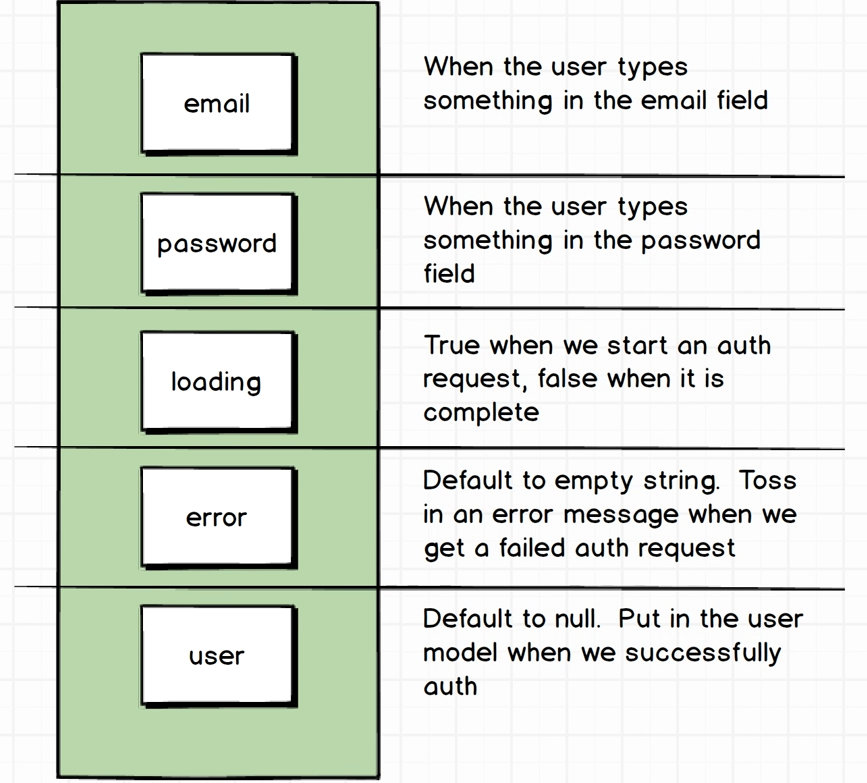 email
When the user types
something in the email field
password
When the user types
something in the password
field
loading
True when we start an auth
request, false when it is
complete
error
Default to empty string.  Toss
in an error message when we
get a failed auth request
user
Default to null.  Put in the user
model when we successfully
auth